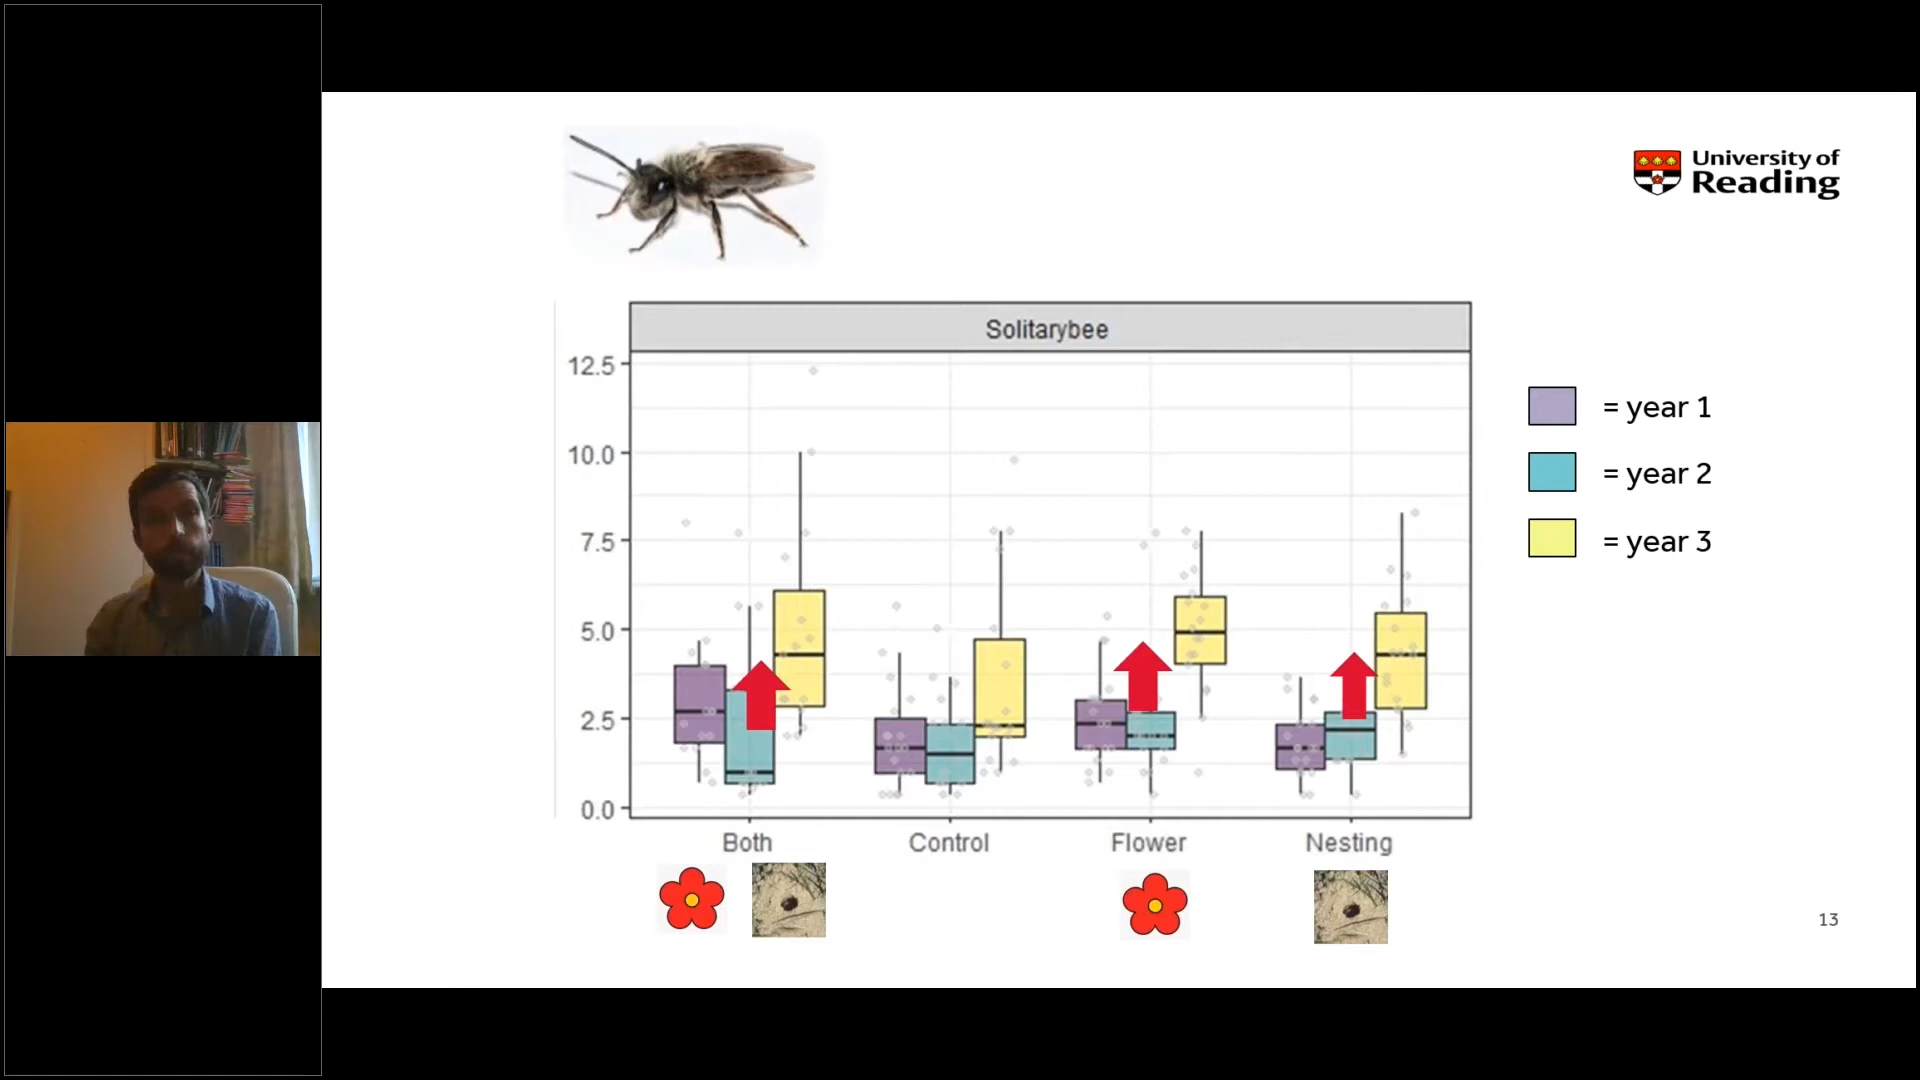 University of
Reading
Solitarybee
12.5
10.0
7.5
5.0
2.5
0.0
Both
Control
Flower
Nesting
= year 1
= year 2
= year 3
13